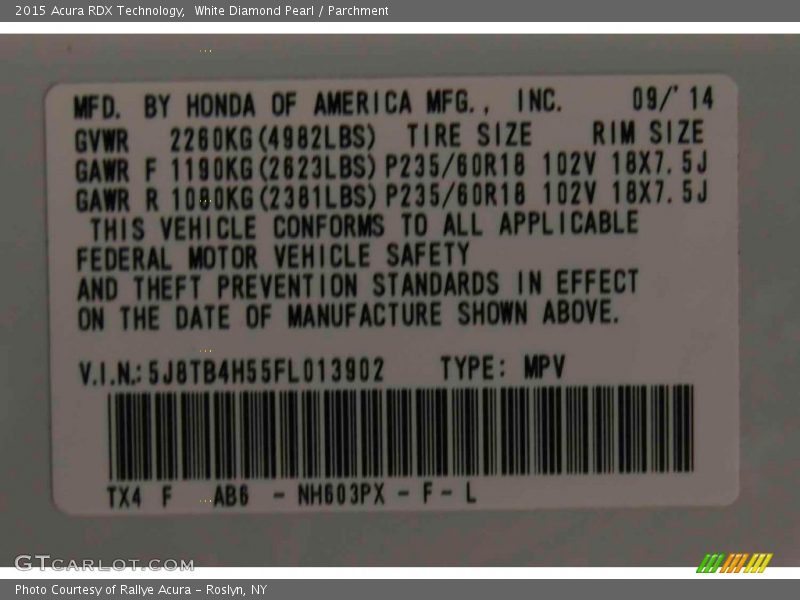 2015 Acura RDX Technology,  White Diamond Pearl / Parchment
MFD. BY HONDA OF AMERICA MFG., INC. 09/'14
GVWR 2260KG(4982LBS) TIRE SIZE RIM SIZE
GAWR F 1190KG(2623LBS) P235/60R18 102V 18X7.5J
GAWR R 1080KG(2381LBS) P235/60R18 102V 18X7.5J
THIS VEHICLE CONFORMS TO ALL APPLICABLE
FEDERAL MOTOR VEHICLE SAFETY
AND THEFT PREVENTION STANDARDS IN EFFECT
ON THE DATE OF MANUFACTURE SHOWN ABOVE.
V.I.N.: 5J8TB4H55FL013902 TYPE: MPV
TX4 F AB6 - NH603PX - F - L
GTCARLOT.COM
Photo Courtesy of Rallye Acura - Roslyn, NY